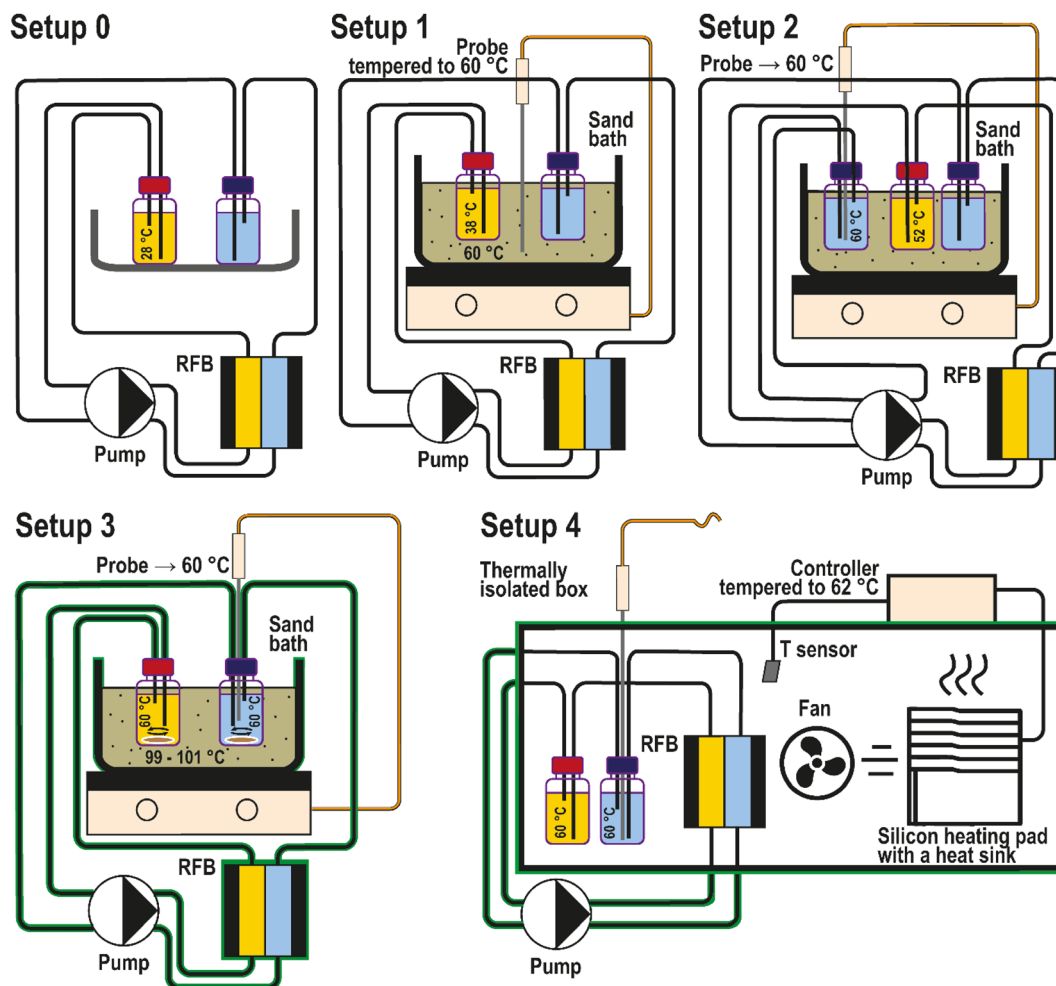 Setup 0
28 °C
RFB
Pump
Setup 1
Probe
tempered to 60 °C
Sand
bath
38 °C
60 °C
RFB
Pump
Setup 2
Probe → 60 °C
Sand
bath
60 °C
52 °C
RFB
Pump
Setup 3
Probe → 60 °C
Sand
bath
60 °C
60 °C
99 - 101 °C
RFB
Pump
Setup 4
Thermally
isolated box
Controller
tempered to 62 °C
T sensor
Fan
RFB
60 °C
60 °C
Silicon heating pad
with a heat sink
Pump